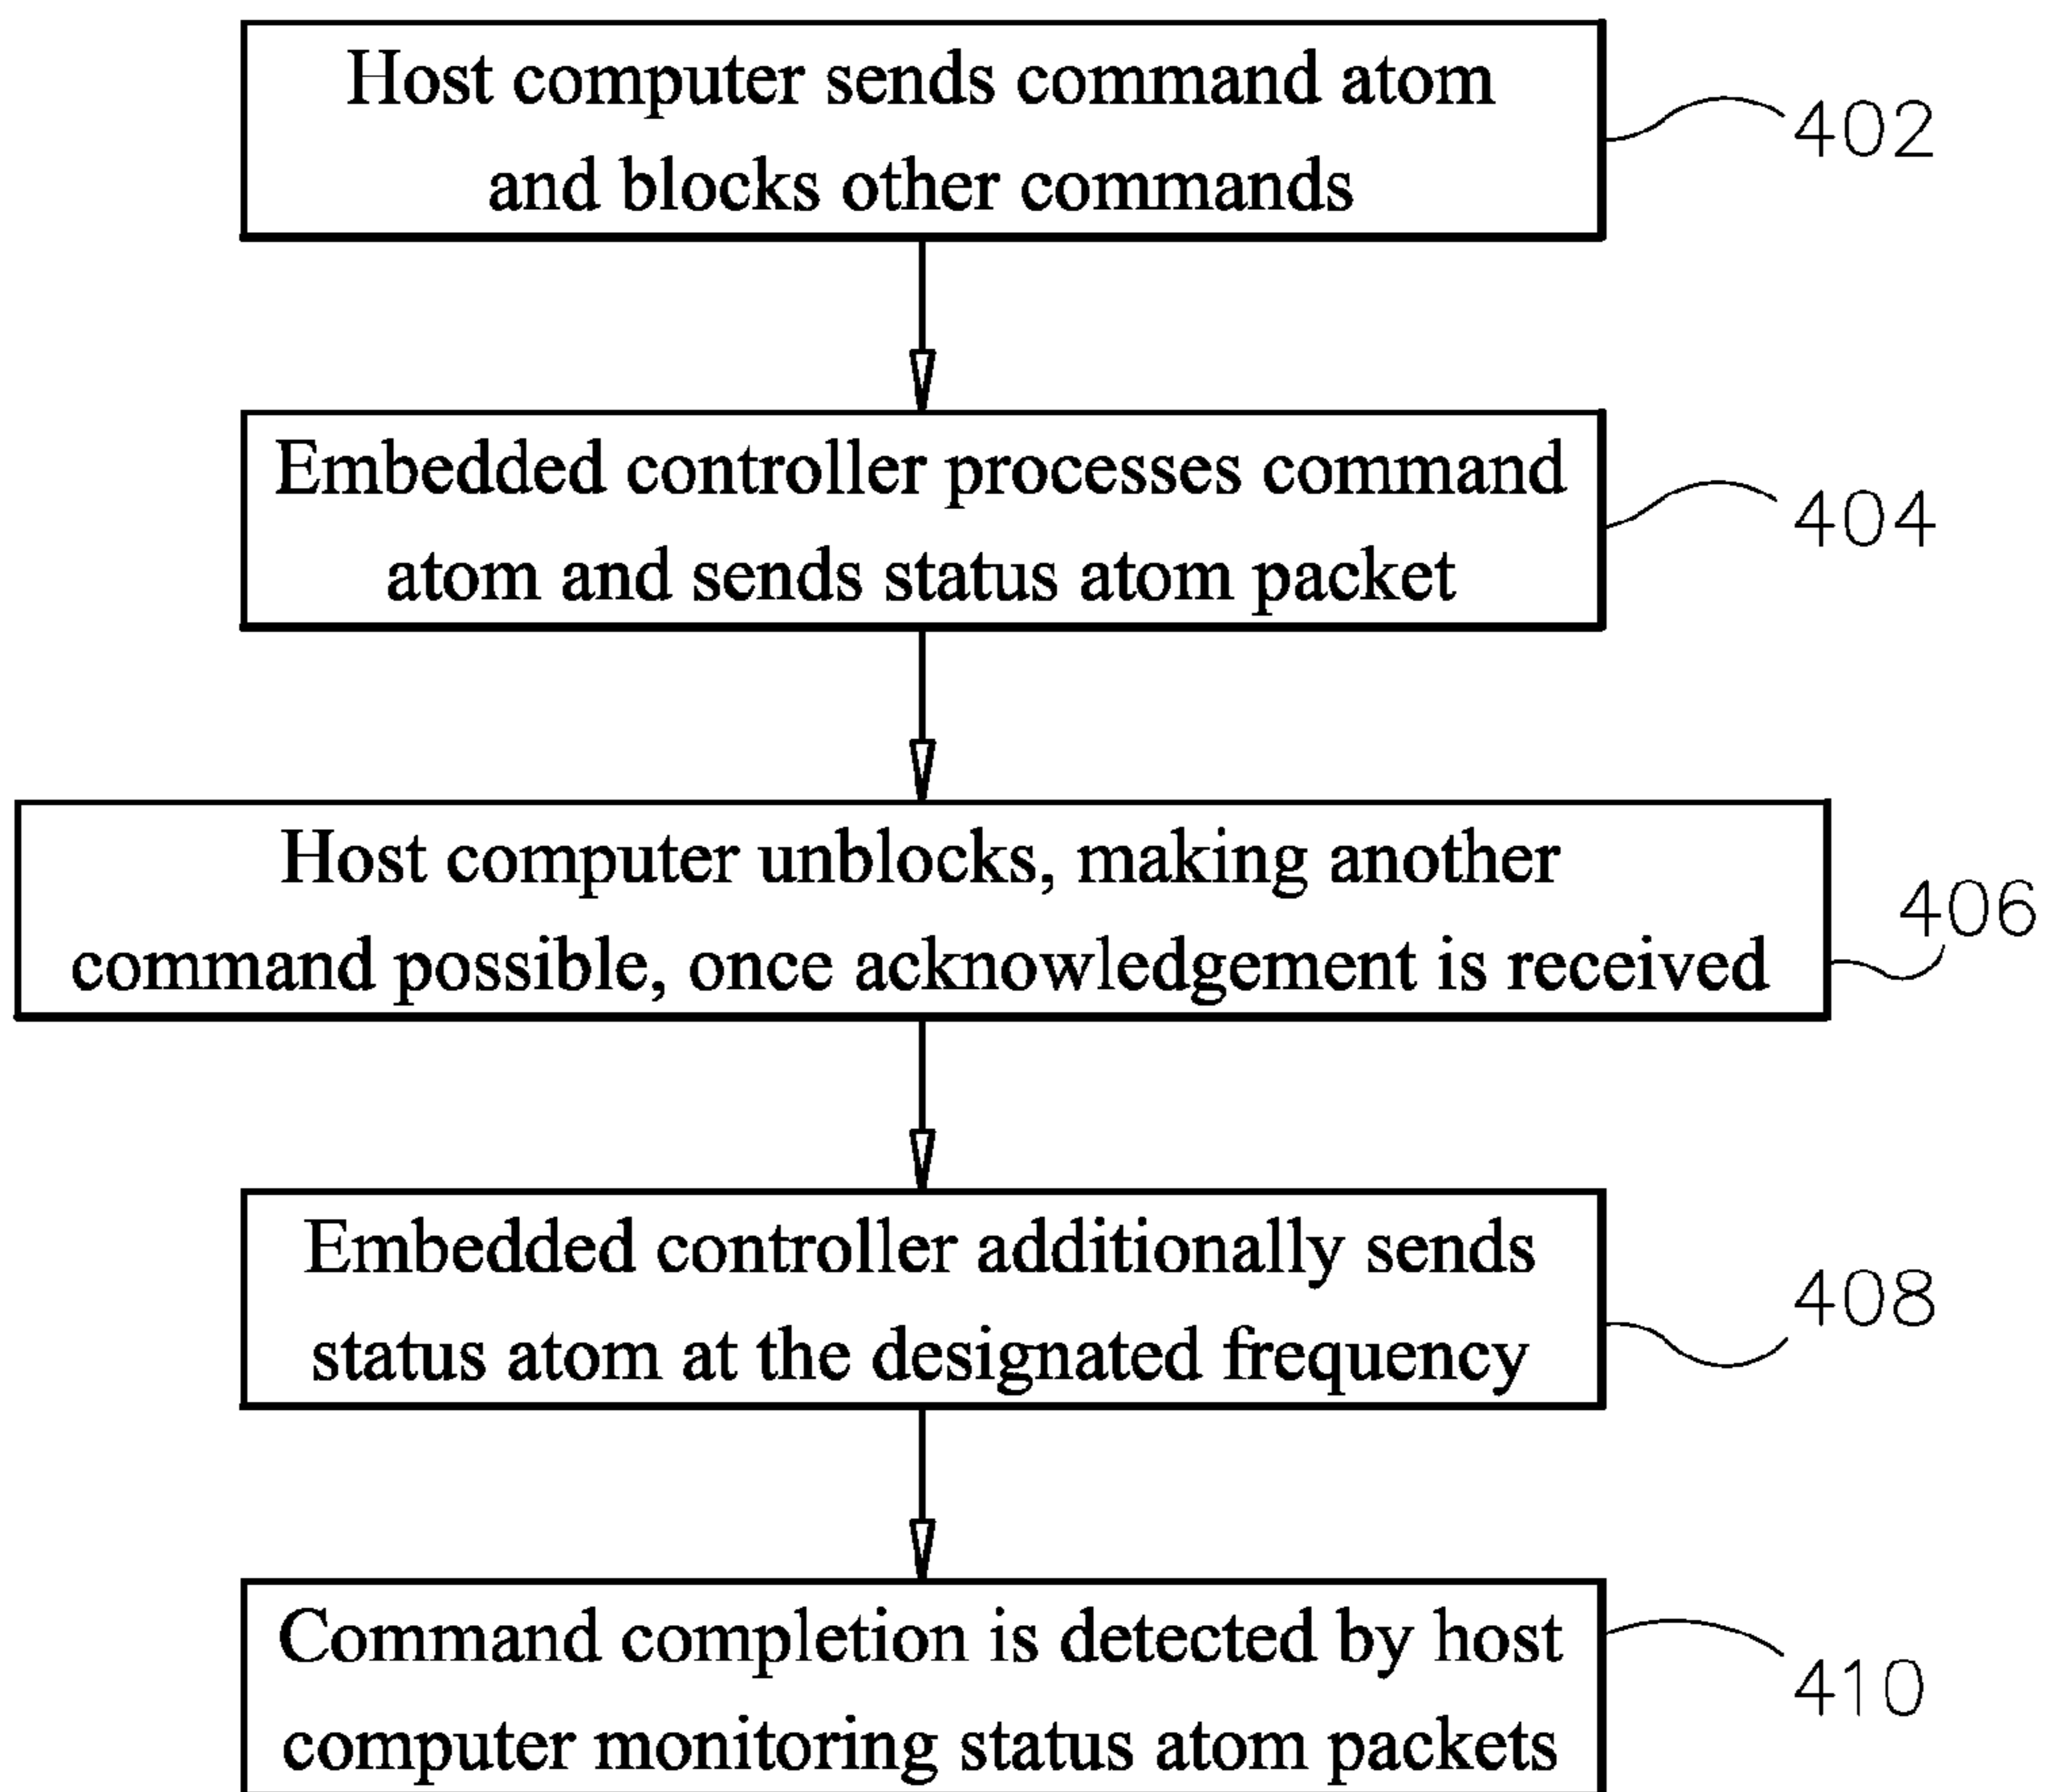 Host computer sends command atom
and blocks other commands
402
Embedded controller processes command
atom and sends status atom packet
404
Host computer unblocks, making another
command possible, once acknowledgement is received
406
Embedded controller additionally sends
status atom at the designated frequency
408
Command completion is detected by host
computer monitoring status atom packets
410